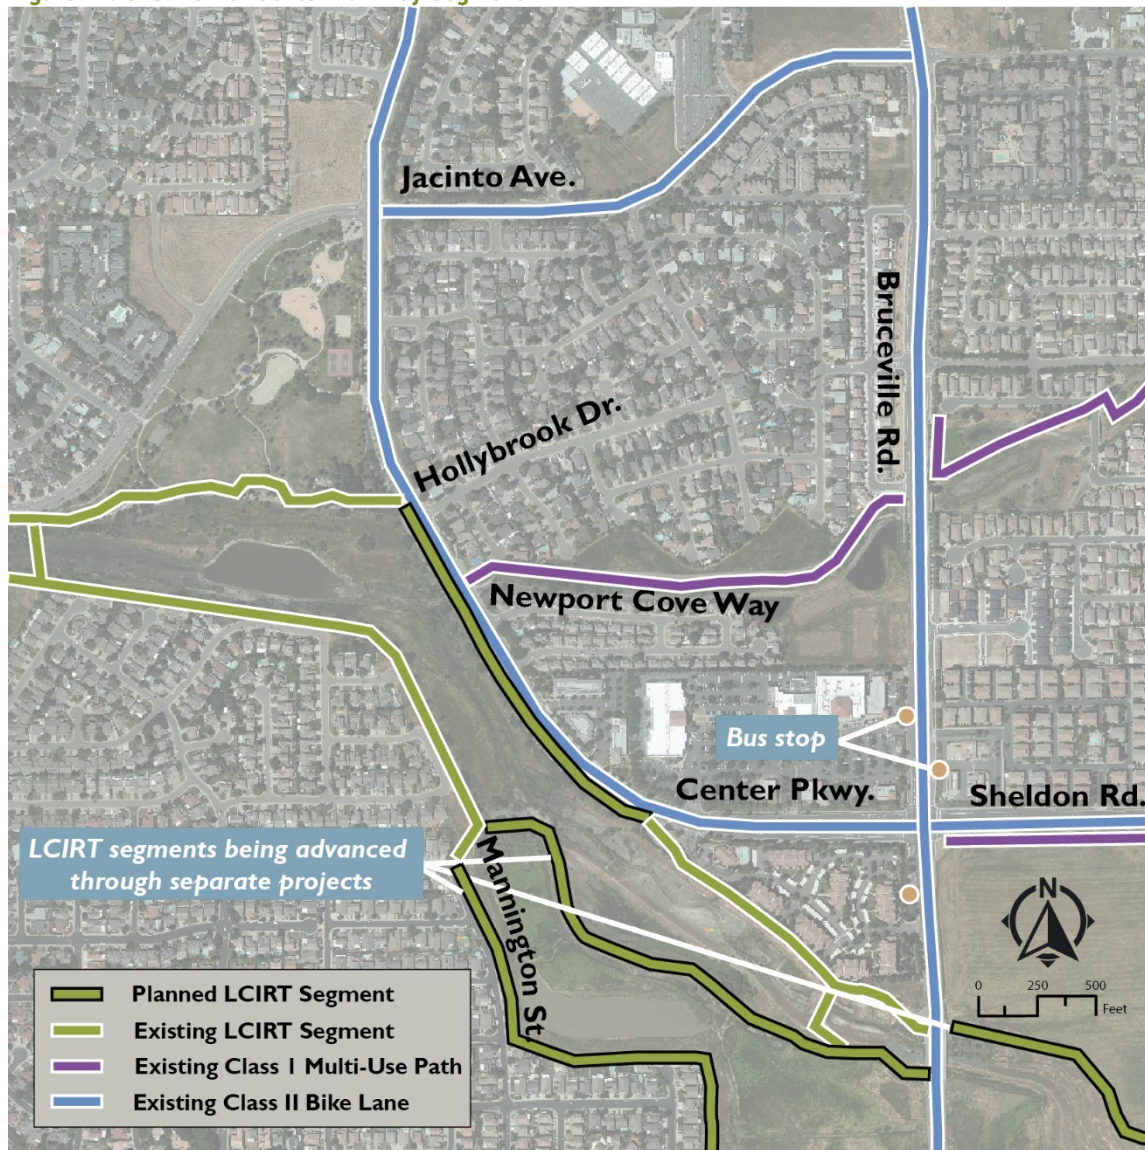 Jacinto Ave.
Bruceville Rd.
Hollybrook Dr.
Newport Cove Way
Bus stop
Center Pkwy.
Sheldon Rd.
LCIRT segments being advanced
through separate projects
Mannington St.
N
0 250 500
Feet
Planned LCIRT Segment
Existing LCIRT Segment
Existing Class I Multi-Use Path
Existing Class II Bike Lane